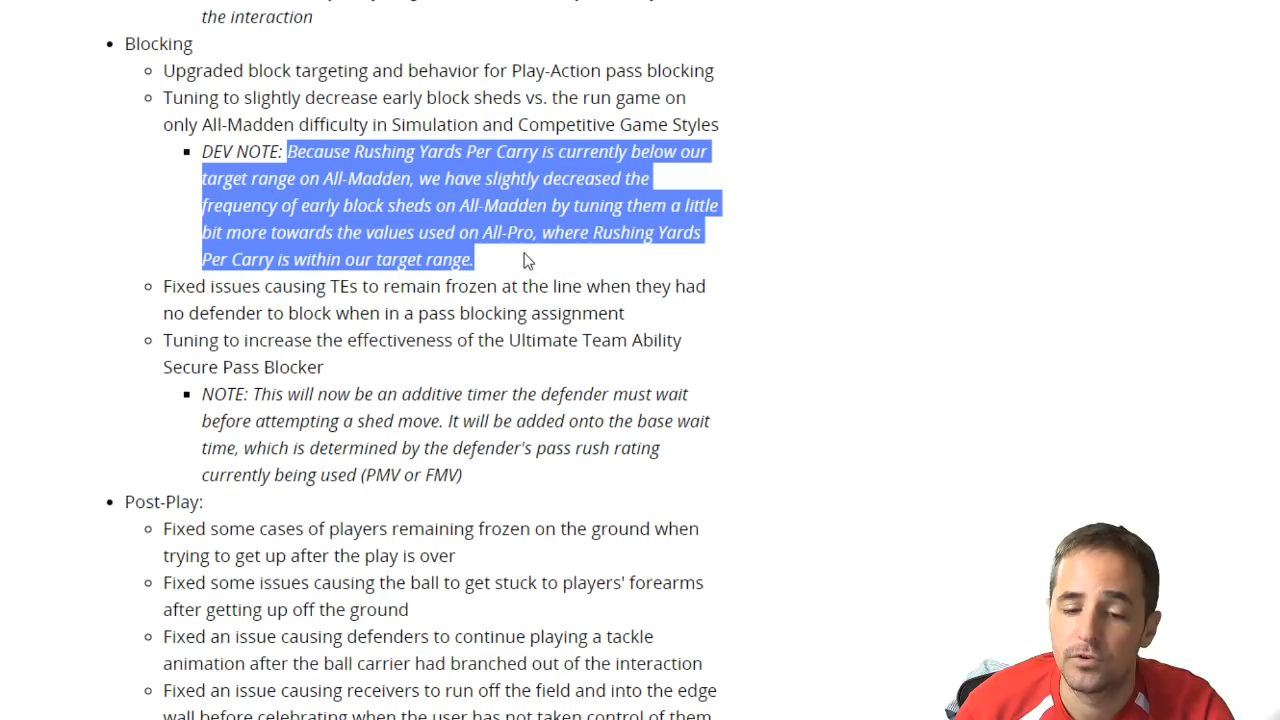 the interaction
• Blocking
◦ Upgraded block targeting and behavior for Play-Action pass blocking
◦ Tuning to slightly decrease early block sheds vs. the run game on
only All-Madden difficulty in Simulation and Competitive Game Styles
▪ DEV NOTE: Because Rushing Yards Per Carry is currently below our
target range on All-Madden, we have slightly decreased the
frequency of early block sheds on All-Madden by tuning them a little
bit more towards the values used on All-Pro, where Rushing Yards
Per Carry is within our target range.
◦ Fixed issues causing TEs to remain frozen at the line when they had
no defender to block when in a pass blocking assignment
◦ Tuning to increase the effectiveness of the Ultimate Team Ability
Secure Pass Blocker
▪ NOTE: This will now be an additive timer the defender must wait
before attempting a shed move. It will be added onto the base wait
time, which is determined by the defender's pass rush rating
currently being used (PMV or FMV)
• Post-Play:
◦ Fixed some cases of players remaining frozen on the ground when
trying to get up after the play is over
◦ Fixed some issues causing the ball to get stuck to players' forearms
after getting up off the ground
◦ Fixed an issue causing defenders to continue playing a tackle
animation after the ball carrier had branched out of the interaction
◦ Fixed an issue causing receivers to run off the field and into the edge
wall before celebrating when the user has not taken control of them